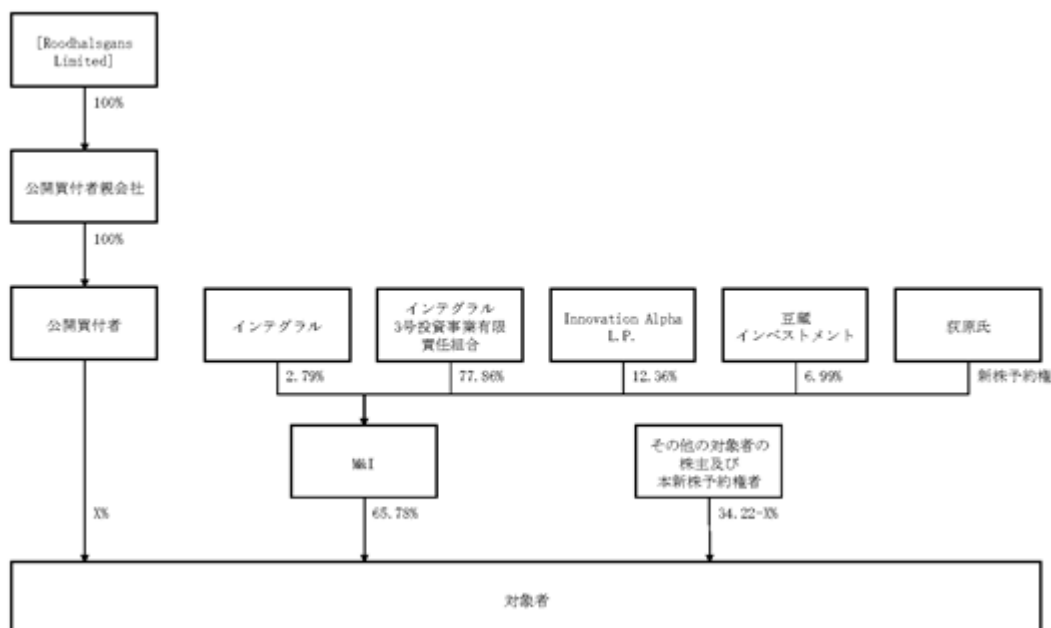 [Roodhalsgans
Limited]
100%
公開買付者親会社
100%
公開買付者
インテグラル
インテグラル
3号投資事業有限
責任組合
Innovation Alpha
L.P.
豆蔵
インベストメント
荻原氏
2.79%
77.86%
12.36%
6.99%
新株予約権
M&I
その他の対象者の
株主及び
本新株予約権者
X%
65.78%
34.22-X%
対象者